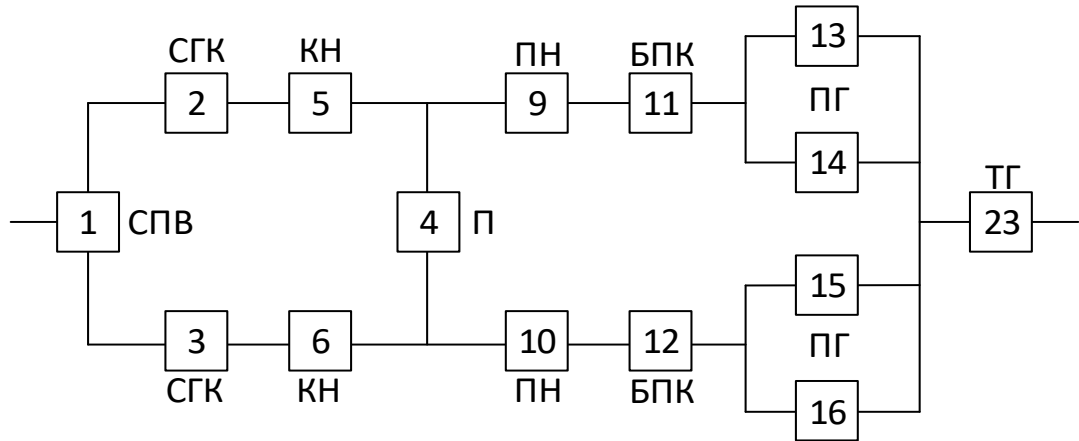 13
СГК КН ПН БПК
2 5 9 11 ПГ
14
ТГ
1 СПВ 4 П 23
15
3 6 10 12 ПГ
СГК КН ПН БПК
16